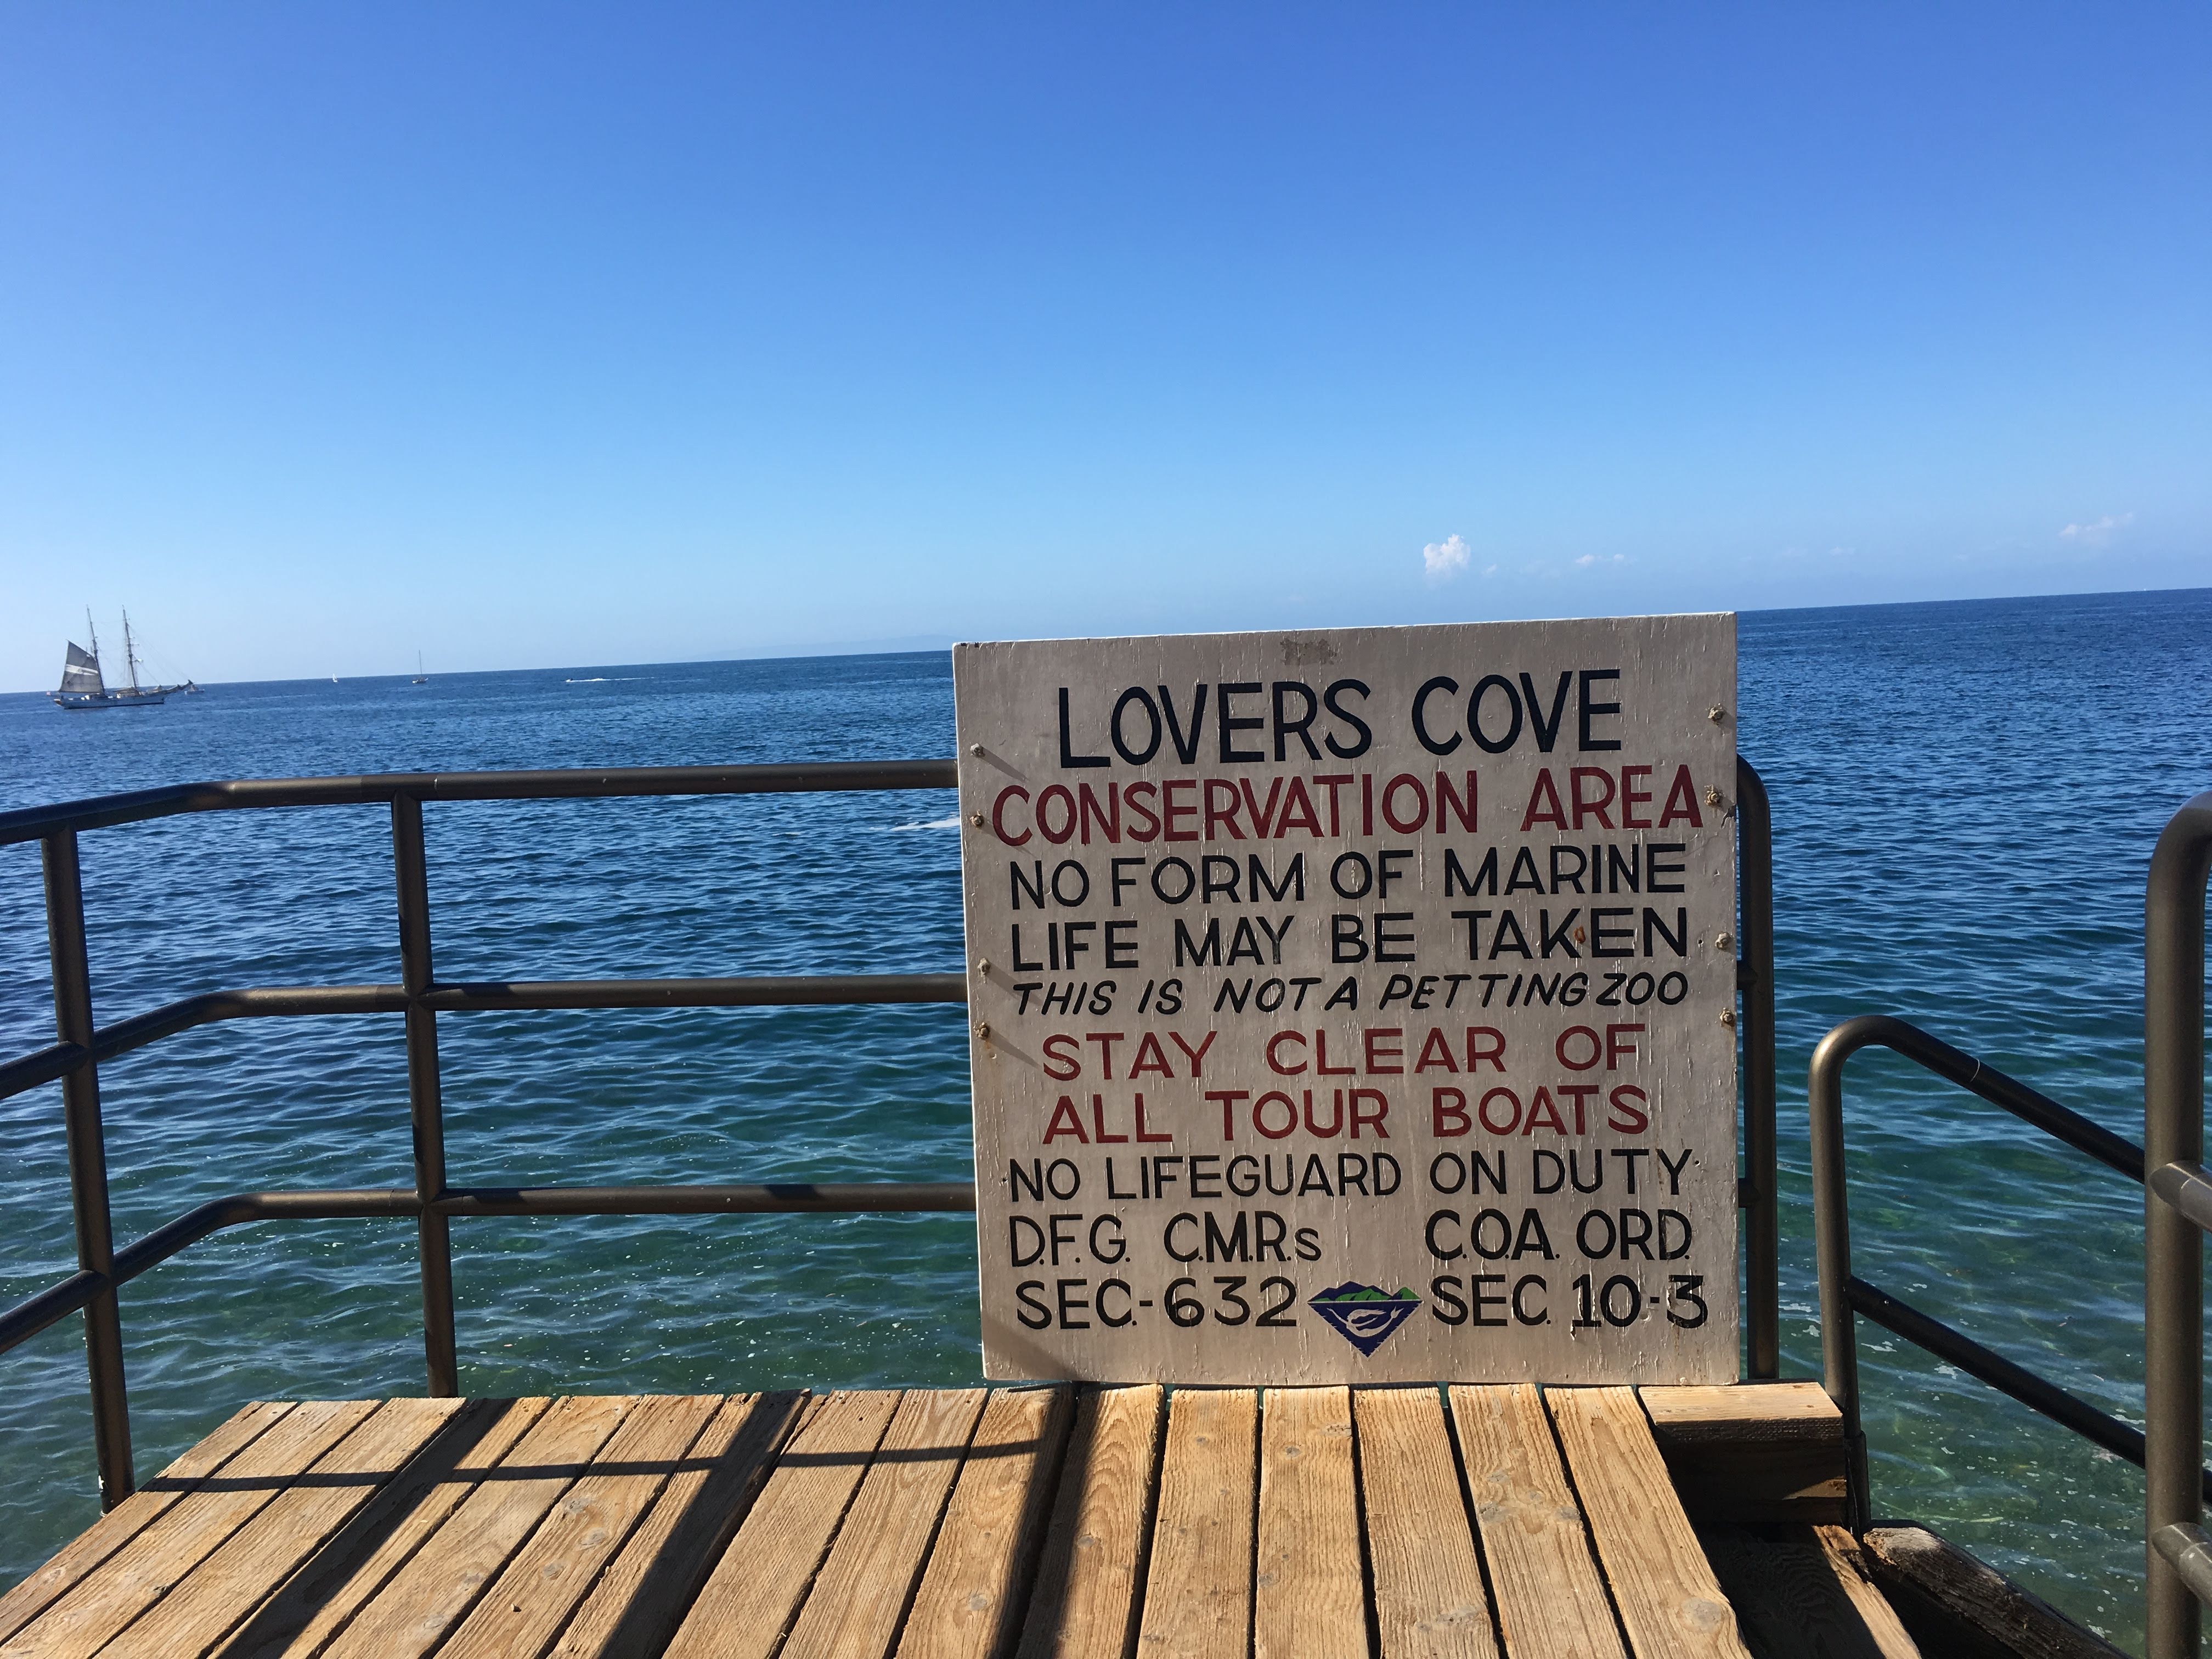 LOVERS COVE
CONSERVATION AREA
NO FORM OF MARINE
LIFE MAY BE TAKEN
THIS IS NOT A PETTING ZOO
STAY CLEAR OF
ALL TOUR BOATS
NO LIFEGUARD ON DUTY
D.F.G. C.M.R.s C.O.A. ORD.
SEC.-632 SEC. 10-3